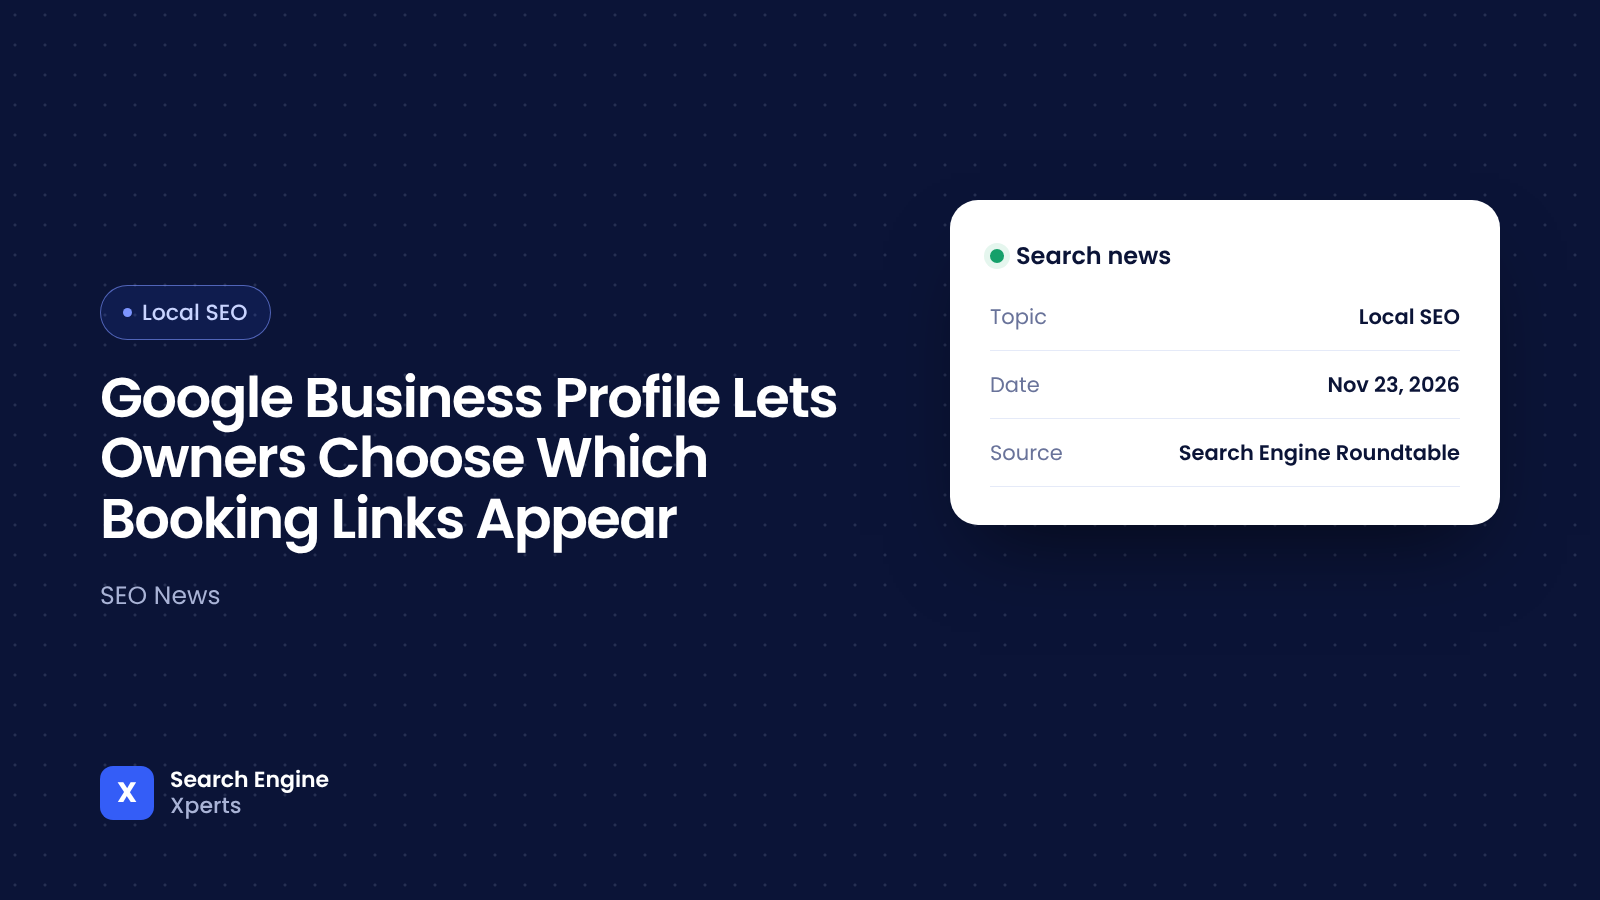 Local SEO
Google Business Profile Lets
Owners Choose Which
Booking Links Appear
SEO News
X
Search Engine
Xperts
Search news
Topic Local SEO
Date Nov 23, 2026
Source Search Engine Roundtable